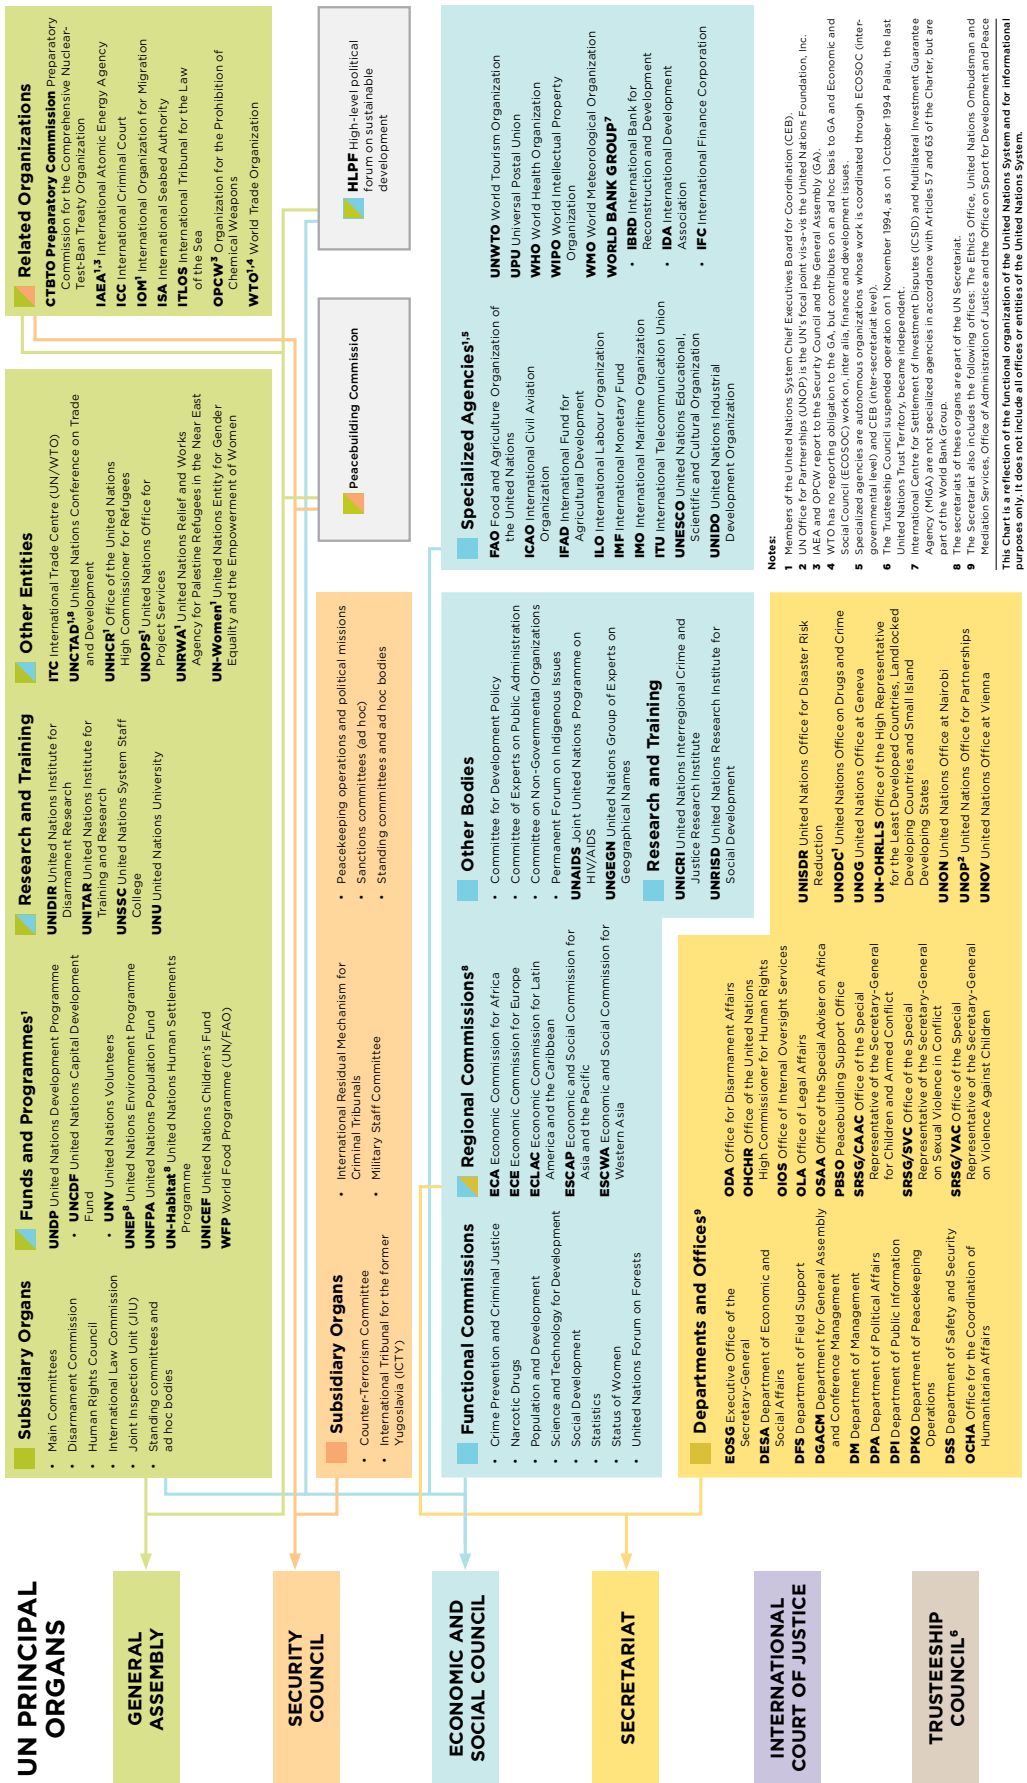 UN PRINCIPAL
ORGANS
GENERAL
ASSEMBLY
SECURITY
COUNCIL
ECONOMIC AND
SOCIAL COUNCIL
SECRETARIAT
INTERNATIONAL
COURT OF JUSTICE
TRUSTEESHIP
COUNCIL⁶
Subsidiary Organs
• Main Committees
• Disarmament Commission
• Human Rights Council
• International Law Commission
• Joint Inspection Unit (JIU)
• Standing committees and
ad hoc bodies
Funds and Programmes¹
UNDP United Nations Development Programme
• UNCDF United Nations Capital Development
Fund
• UNV United Nations Volunteers
UNEP⁸ United Nations Environment Programme
UNFPA United Nations Population Fund
UN-Habitat⁸ United Nations Human Settlements
Programme
UNICEF United Nations Children's Fund
WFP World Food Programme (UN/FAO)
Research and Training
UNIDIR United Nations Institute for
Disarmament Research
UNITAR United Nations Institute for
Training and Research
UNSSC United Nations System Staff
College
UNU United Nations University
Other Entities
ITC International Trade Centre (UN/WTO)
UNCTAD¹,⁸ United Nations Conference on Trade
and Development
UNHCR¹ Office of the United Nations
High Commissioner for Refugees
UNOPS¹ United Nations Office for
Project Services
UNRWA¹ United Nations Relief and Works
Agency for Palestine Refugees in the Near East
UN-Women¹ United Nations Entity for Gender
Equality and the Empowerment of Women
Related Organizations
CTBTO Preparatory Commission Preparatory
Commission for the Comprehensive Nuclear-
Test-Ban Treaty Organization
IAEA¹,³ International Atomic Energy Agency
ICC International Criminal Court
IOM¹ International Organization for Migration
ISA International Seabed Authority
ITLOS International Tribunal for the Law
of the Sea
OPCW³ Organization for the Prohibition of
Chemical Weapons
WTO¹,⁴ World Trade Organization
Subsidiary Organs
• Counter-Terrorism Committee
• International Tribunal for the former
Yugoslavia (ICTY)
• International Residual Mechanism for
Criminal Tribunals
• Military Staff Committee
• Peacekeeping operations and political missions
• Sanctions committees (ad hoc)
• Standing committees and ad hoc bodies
Peacebuilding Commission
HLPF High-level political
forum on sustainable
development
Functional Commissions
• Crime Prevention and Criminal Justice
• Narcotic Drugs
• Population and Development
• Science and Technology for Development
• Social Development
• Statistics
• Status of Women
• United Nations Forum on Forests
Regional Commissions⁸
ECA Economic Commission for Africa
ECE Economic Commission for Europe
ECLAC Economic Commission for Latin
America and the Caribbean
ESCAP Economic and Social Commission for
Asia and the Pacific
ESCWA Economic and Social Commission for
Western Asia
Other Bodies
• Committee for Development Policy
• Committee of Experts on Public Administration
• Committee on Non-Governmental Organizations
• Permanent Forum on Indigenous Issues
UNAIDS Joint United Nations Programme on
HIV/AIDS
UNGEGN United Nations Group of Experts on
Geographical Names
Research and Training
UNICRI United Nations Interregional Crime and
Justice Research Institute
UNRISD United Nations Research Institute for
Social Development
Specialized Agencies¹,⁵
FAO Food and Agriculture Organization of
the United Nations
ICAO International Civil Aviation
Organization
IFAD International Fund for
Agricultural Development
ILO International Labour Organization
IMF International Monetary Fund
IMO International Maritime Organization
ITU International Telecommunication Union
UNESCO United Nations Educational,
Scientific and Cultural Organization
UNIDO United Nations Industrial
Development Organization
UNWTO World Tourism Organization
UPU Universal Postal Union
WHO World Health Organization
WIPO World Intellectual Property
Organization
WMO World Meteorological Organization
WORLD BANK GROUP⁷
• IBRD International Bank for
Reconstruction and Development
• IDA International Development
Association
• IFC International Finance Corporation
Departments and Offices⁹
EOSG Executive Office of the
Secretary-General
DESA Department of Economic and
Social Affairs
DFS Department of Field Support
DGACM Department for General Assembly
and Conference Management
DM Department of Management
DPA Department of Political Affairs
DPI Department of Public Information
DPKO Department of Peacekeeping
Operations
DSS Department of Safety and Security
OCHA Office for the Coordination of
Humanitarian Affairs
ODA Office for Disarmament Affairs
OHCHR Office of the United Nations
High Commissioner for Human Rights
OIOS Office of Internal Oversight Services
OLA Office of Legal Affairs
OSAA Office of the Special Adviser on Africa
PBSO Peacebuilding Support Office
SRSG/CAAC Office of the Special
Representative of the Secretary-General
for Children and Armed Conflict
SRSG/SVC Office of the Special
Representative of the Secretary-General
on Sexual Violence in Conflict
SRSG/VAC Office of the Special
Representative of the Secretary-General
on Violence Against Children
UNISDR United Nations Office for Disaster Risk
Reduction
UNODC¹ United Nations Office on Drugs and Crime
UNOG United Nations Office at Geneva
UN-OHRLLS Office of the High Representative
for the Least Developed Countries, Landlocked
Developing Countries and Small Island
Developing States
UNON United Nations Office at Nairobi
UNOP² United Nations Office for Partnerships
UNOV United Nations Office at Vienna
Notes:
1 Members of the United Nations System Chief Executives Board for Coordination (CEB).
2 UN Office for Partnerships (UNOP) is the UN's focal point vis-a-vis the United Nations Foundation, Inc.
3 IAEA and OPCW report to the Security Council and the General Assembly (GA).
4 WTO has no reporting obligation to the GA, but contributes on an ad hoc basis to GA and Economic and
Social Council (ECOSOC) work on, inter alia, finance and development issues.
5 Specialized agencies are autonomous organizations whose work is coordinated through ECOSOC (inter-
governmental level) and CEB (inter-secretariat level).
6 The Trusteeship Council suspended operation on 1 November 1994, as on 1 October 1994 Palau, the last
United Nations Trust Territory, became independent.
7 International Centre for Settlement of Investment Disputes (ICSID) and Multilateral Investment Guarantee
Agency (MIGA) are not specialized agencies in accordance with Articles 57 and 63 of the Charter, but are
part of the World Bank Group.
8 The secretariats of these organs are part of the UN Secretariat.
9 The Secretariat also includes the following offices: The Ethics Office, United Nations Ombudsman and
Mediation Services, Office of Administration of Justice and the Office on Sport for Development and Peace
This Chart is a reflection of the functional organization of the United Nations System and for informational
purposes only. It does not include all offices or entities of the United Nations System.